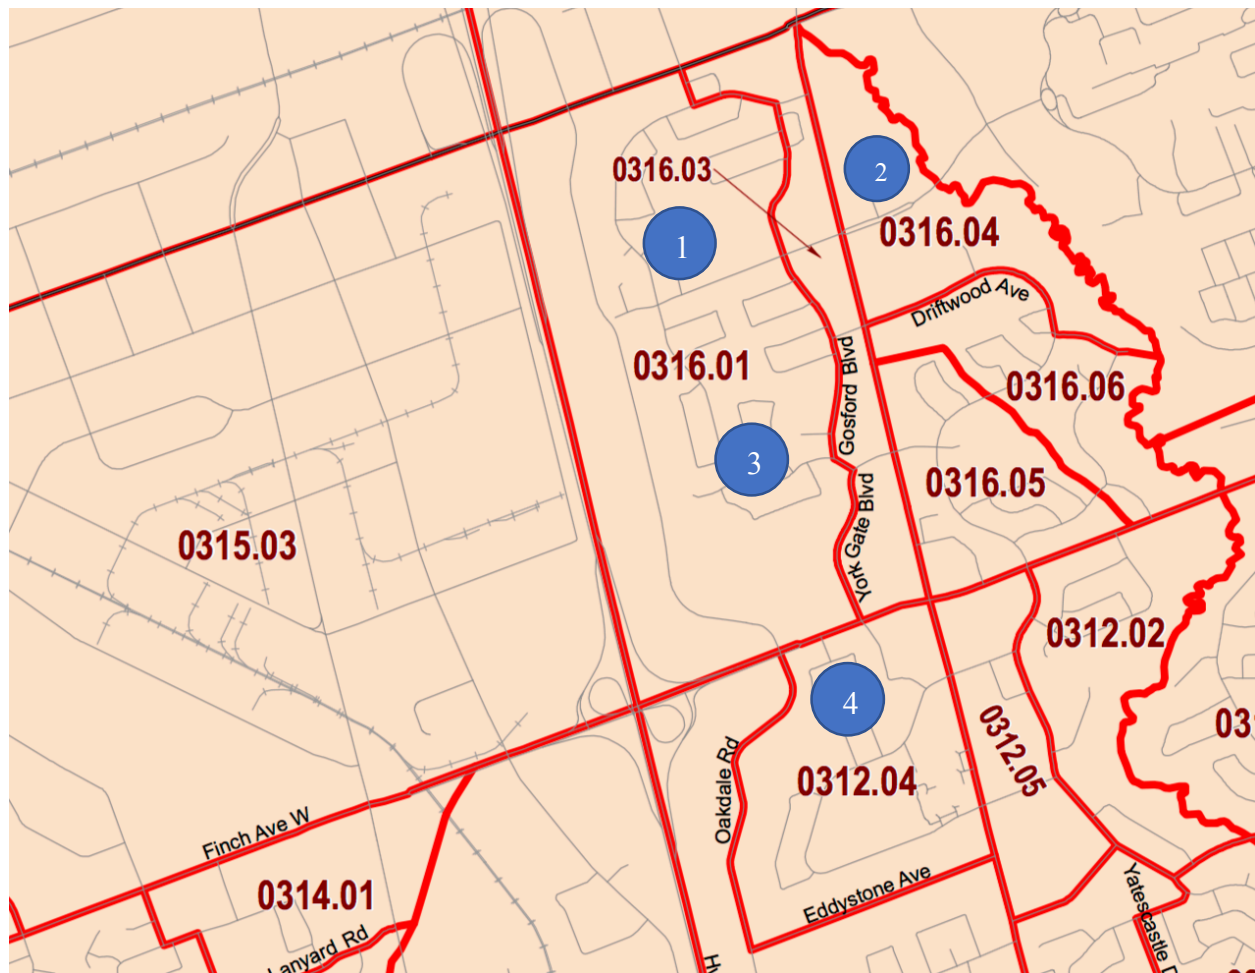 0316.03
2
0316.04
1
Driftwood Ave
0316.01
Gosford Blvd
0316.06
3
0316.05
York Gate Blvd
0315.03
0312.02
4
0312.05
Oakdale Rd
0312.04
Finch Ave W
Eddystone Ave
0314.01
Yatescastle D
Lanyard Rd